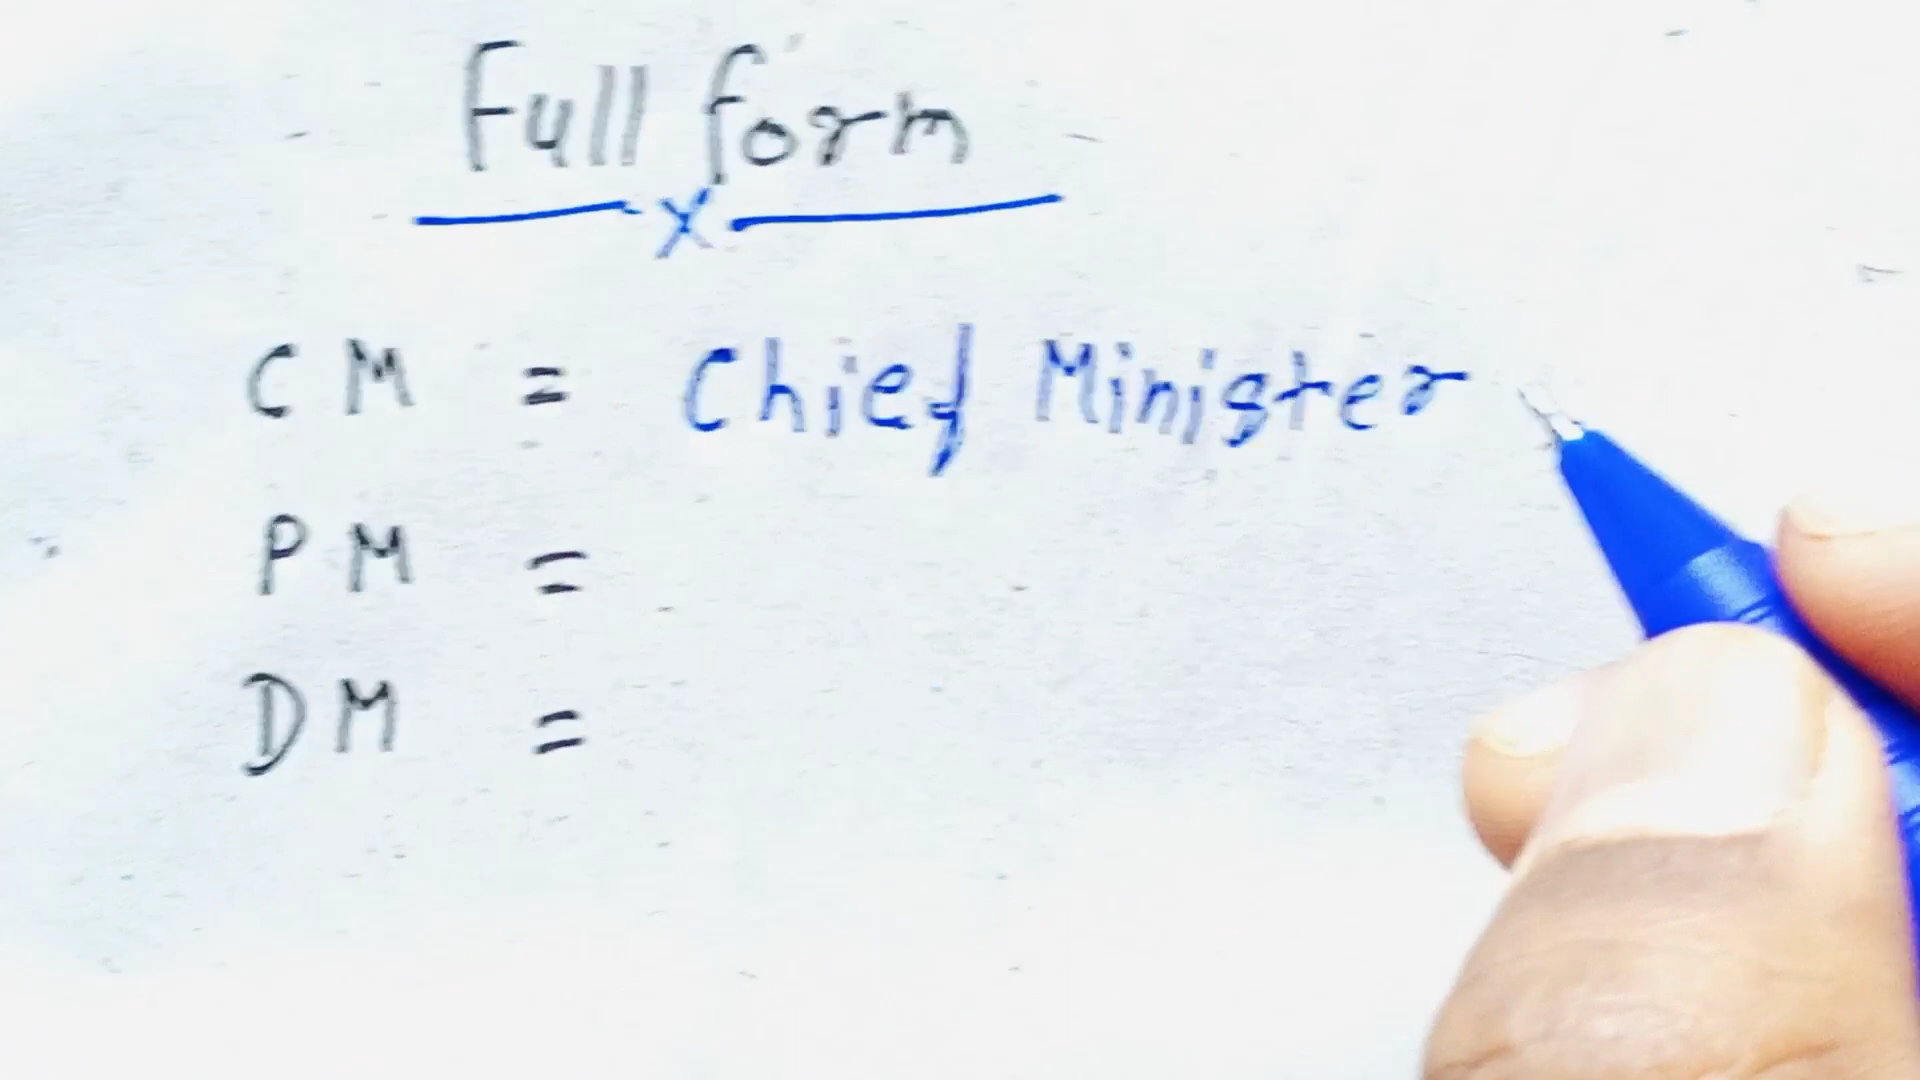 Full form
x
CM = Chief Minister
PM =
DM =